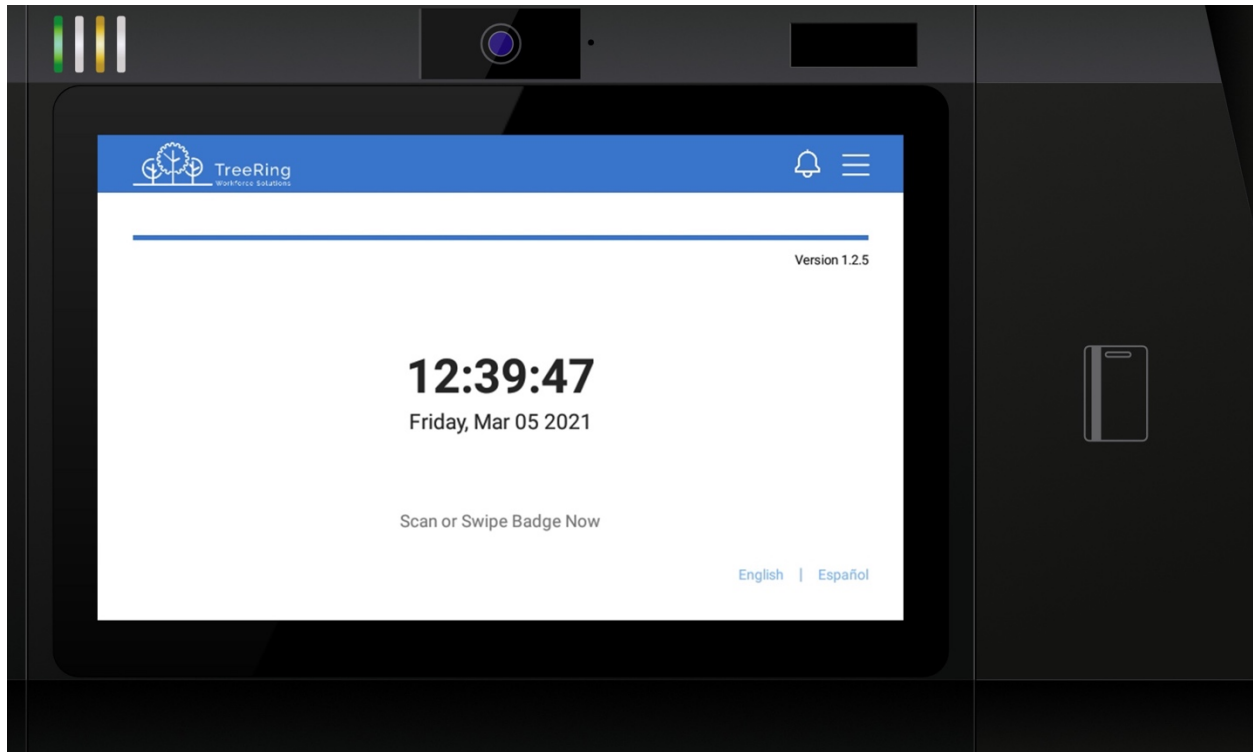 TreeRing
Workforce Solutions
Version 1.2.5
12:39:47
Friday, Mar 05 2021
Scan or Swipe Badge Now
English | Español